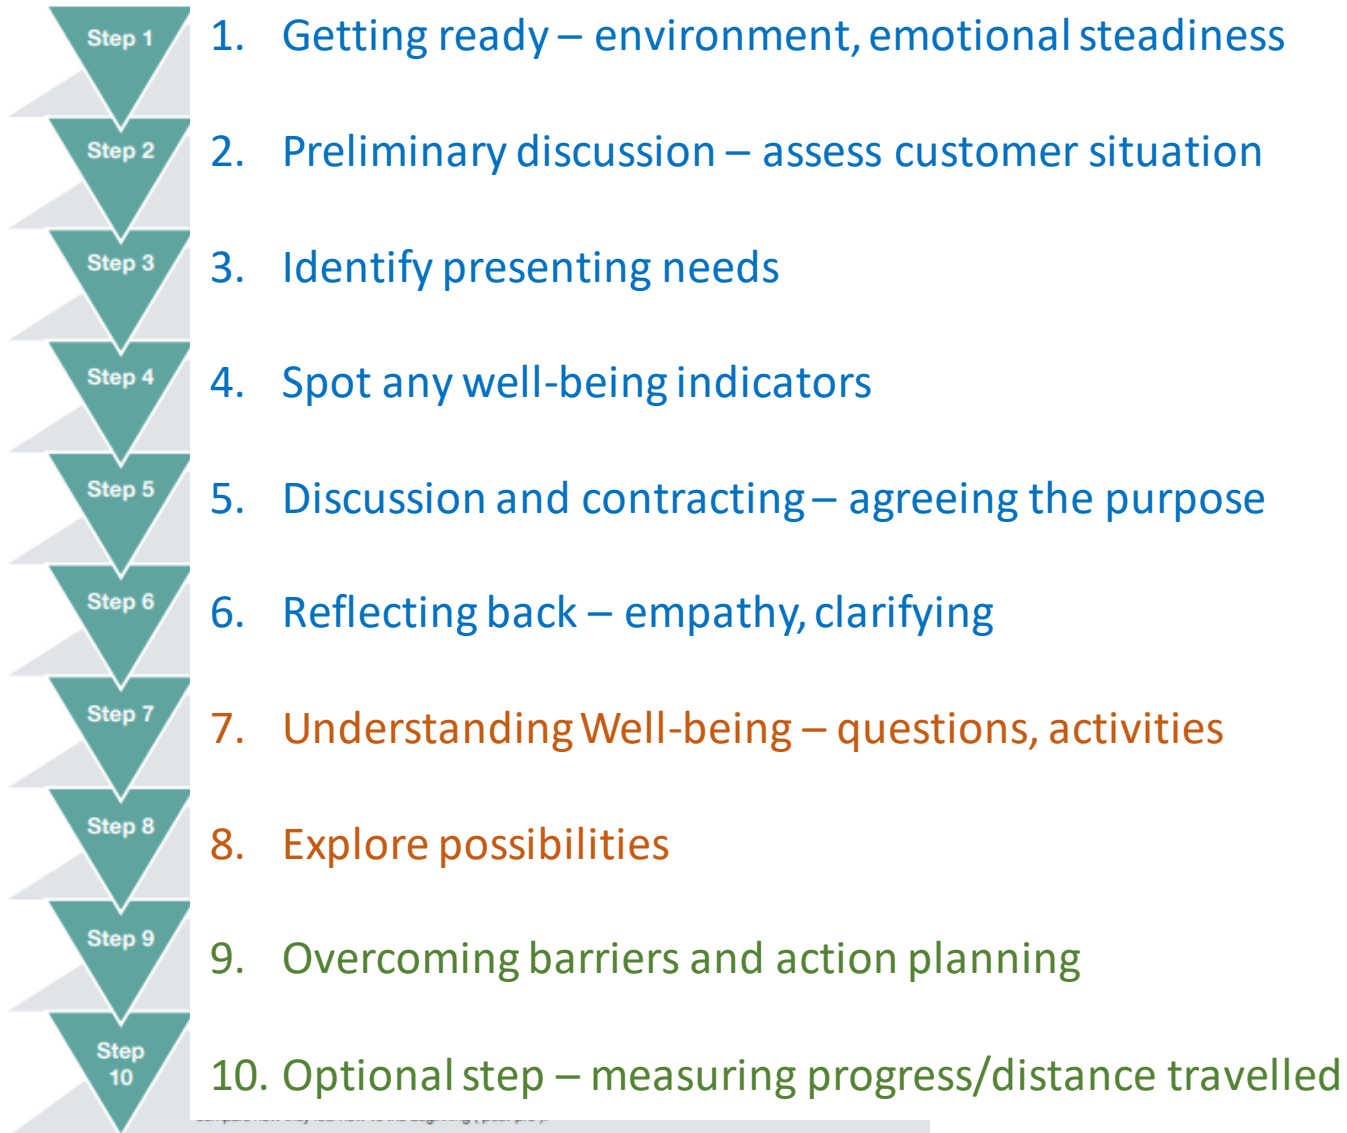 Step 1
1. Getting ready – environment, emotional steadiness
Step 2
2. Preliminary discussion – assess customer situation
Step 3
3. Identify presenting needs
Step 4
4. Spot any well-being indicators
Step 5
5. Discussion and contracting – agreeing the purpose
Step 6
6. Reflecting back – empathy, clarifying
Step 7
7. Understanding Well-being – questions, activities
Step 8
8. Explore possibilities
Step 9
9. Overcoming barriers and action planning
Step
10
10. Optional step – measuring progress/distance travelled